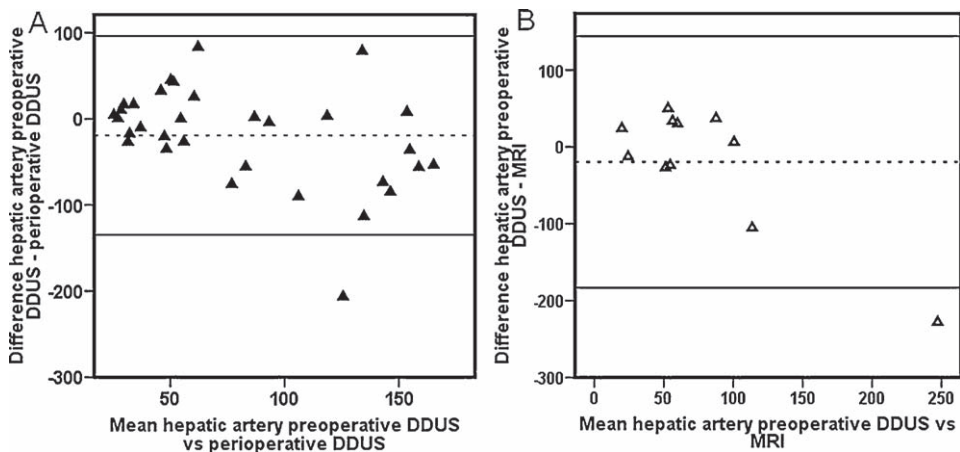 A
Difference hepatic artery preoperative
DDUS - perioperative DDUS
100
0
-100
-200
-300
50
100
150
Mean hepatic artery preoperative DDUS
vs perioperative DDUS
B
Difference hepatic artery preoperative
DDUS - MRI
100
0
-100
-200
-300
0
50
100
150
200
250
Mean hepatic artery preoperative DDUS vs
MRI